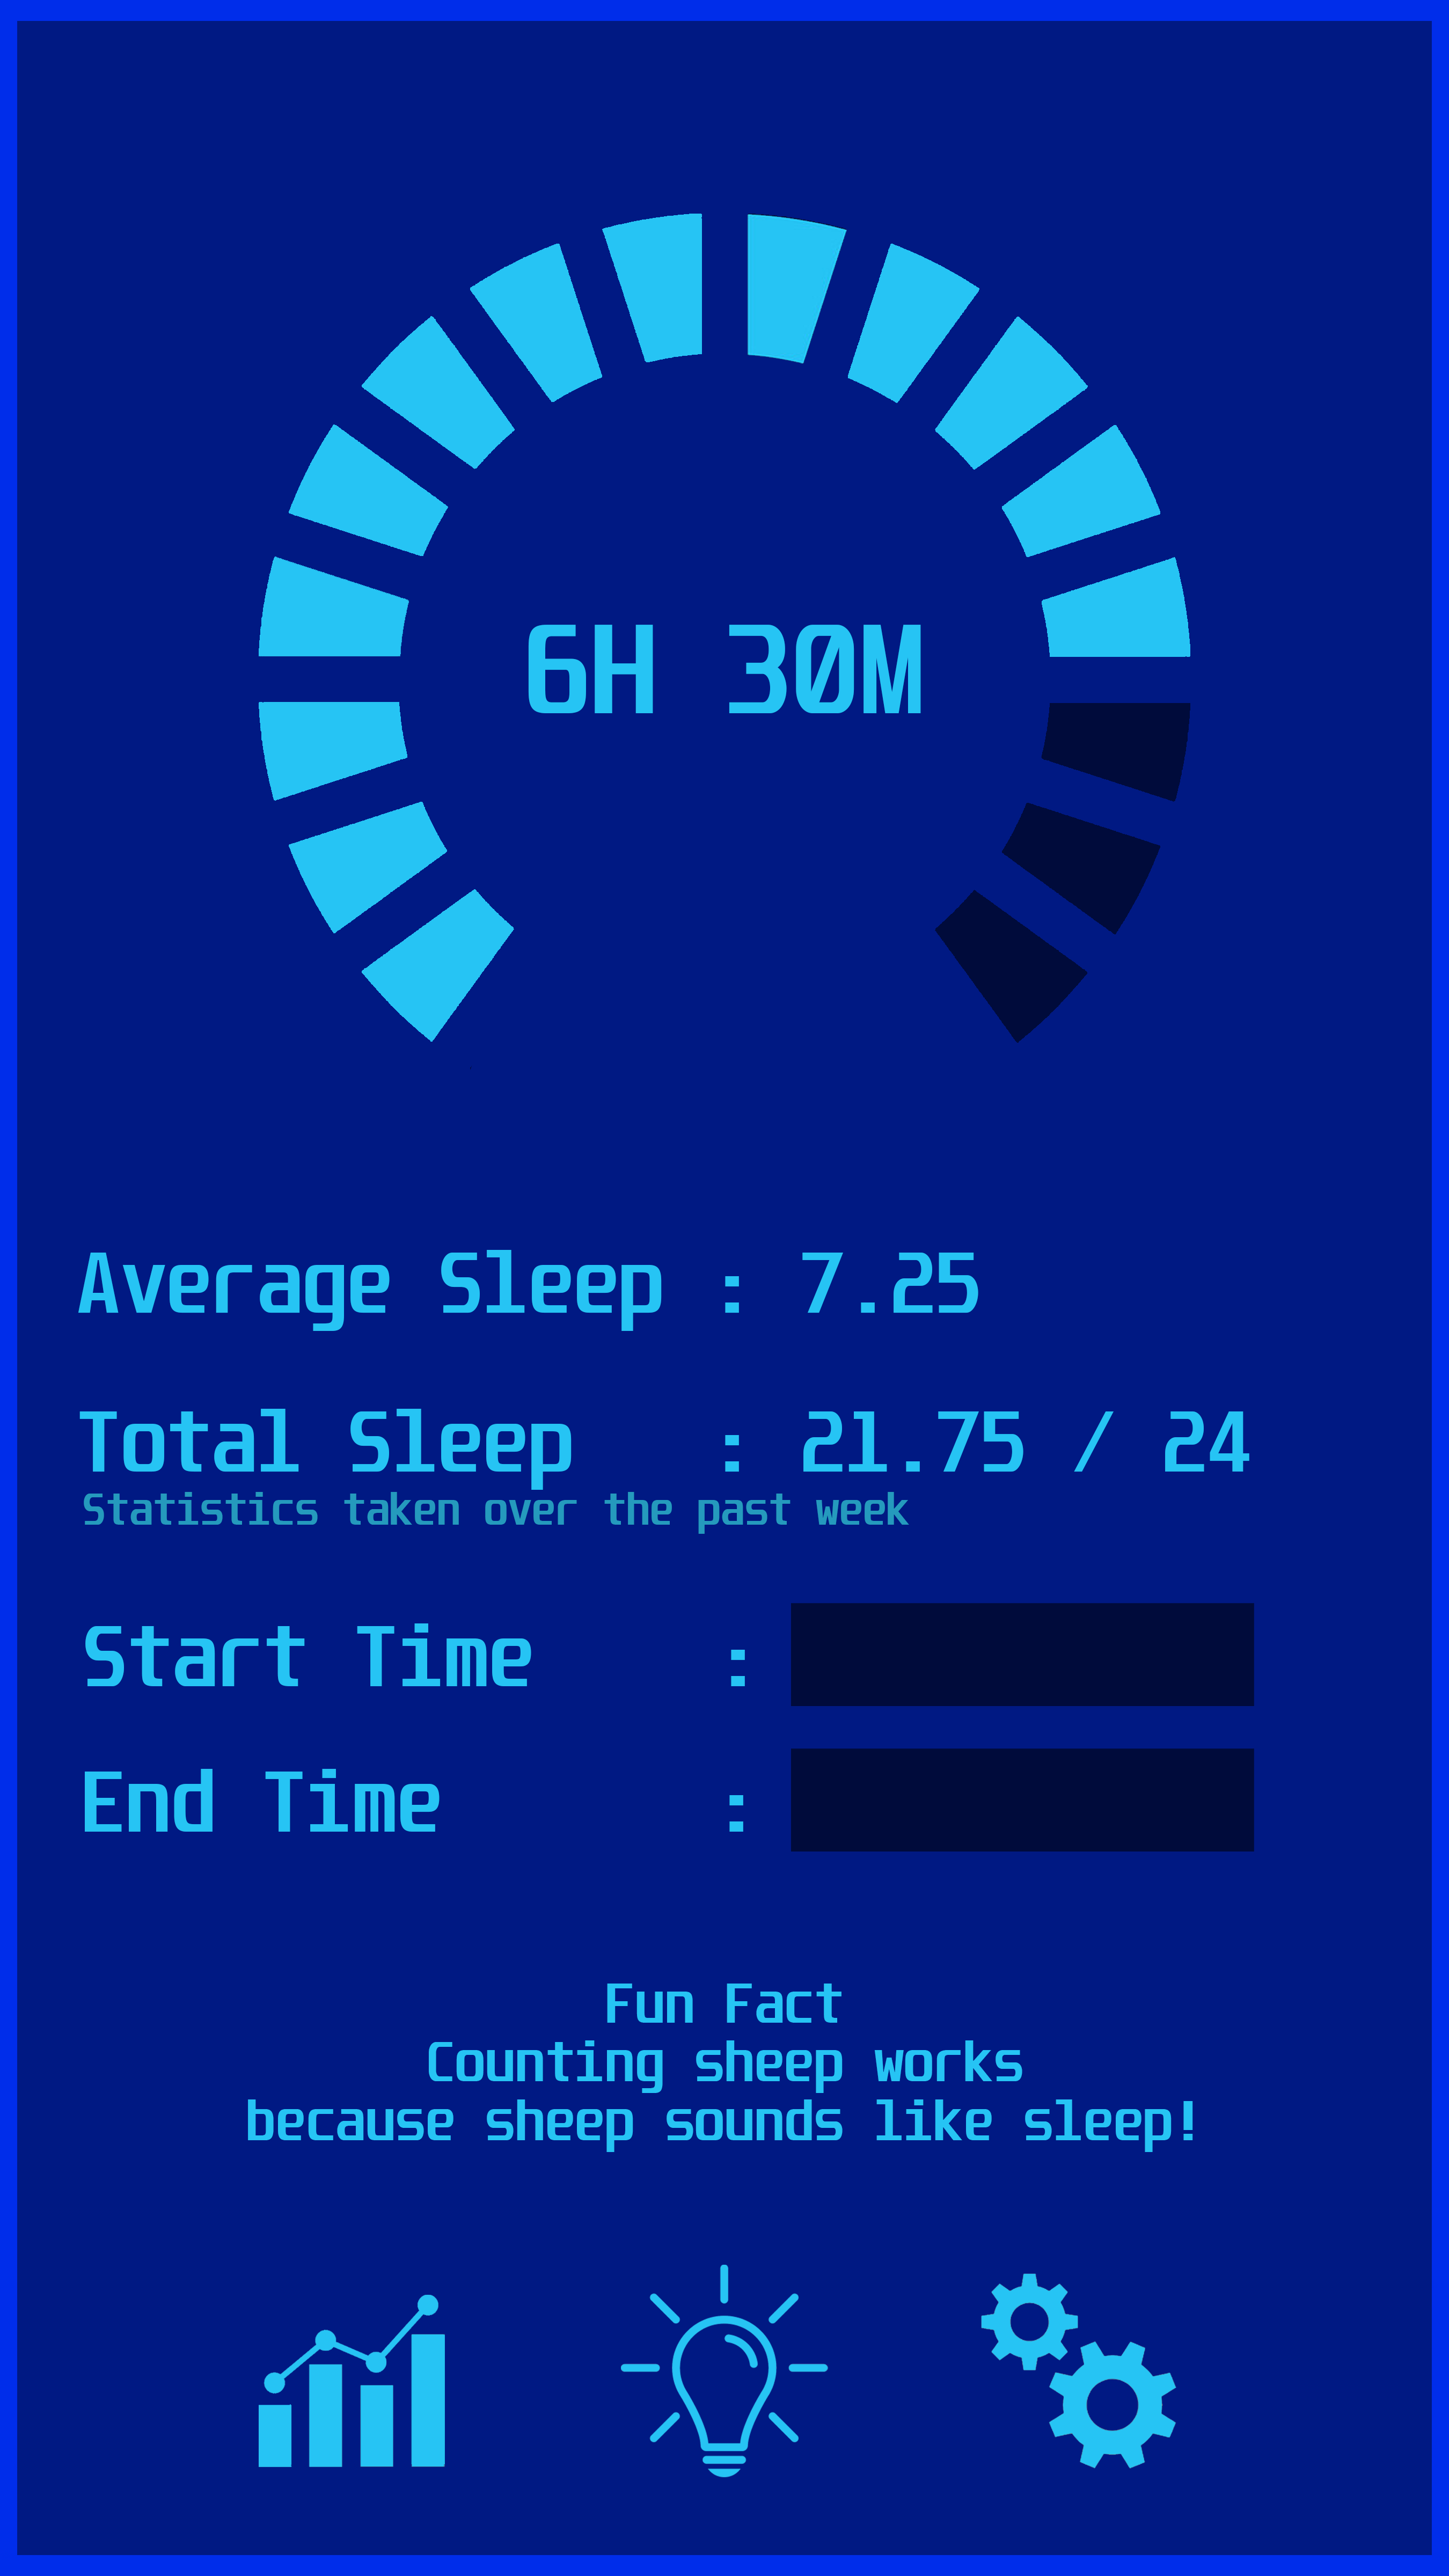 6H 30M
Average Sleep : 7.25
Total Sleep : 21.75 / 24
Statistics taken over the past week
Start Time :
End Time :
Fun Fact
Counting sheep works
because sheep sounds like sleep!